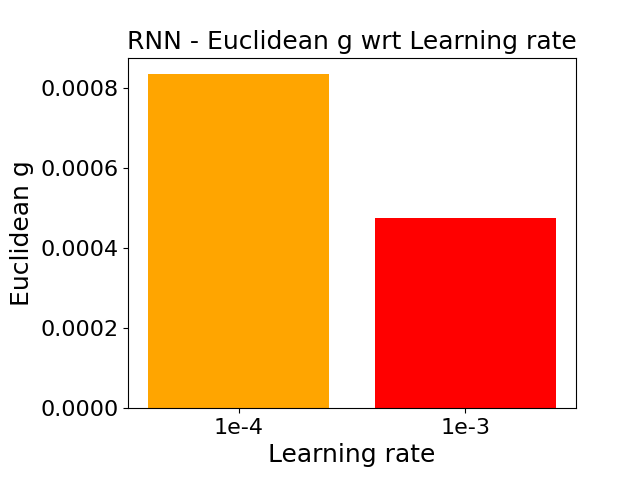 RNN - Euclidean g wrt Learning rate
Euclidean g
0.0008
0.0006
0.0004
0.0002
0.0000
1e-4
1e-3
Learning rate